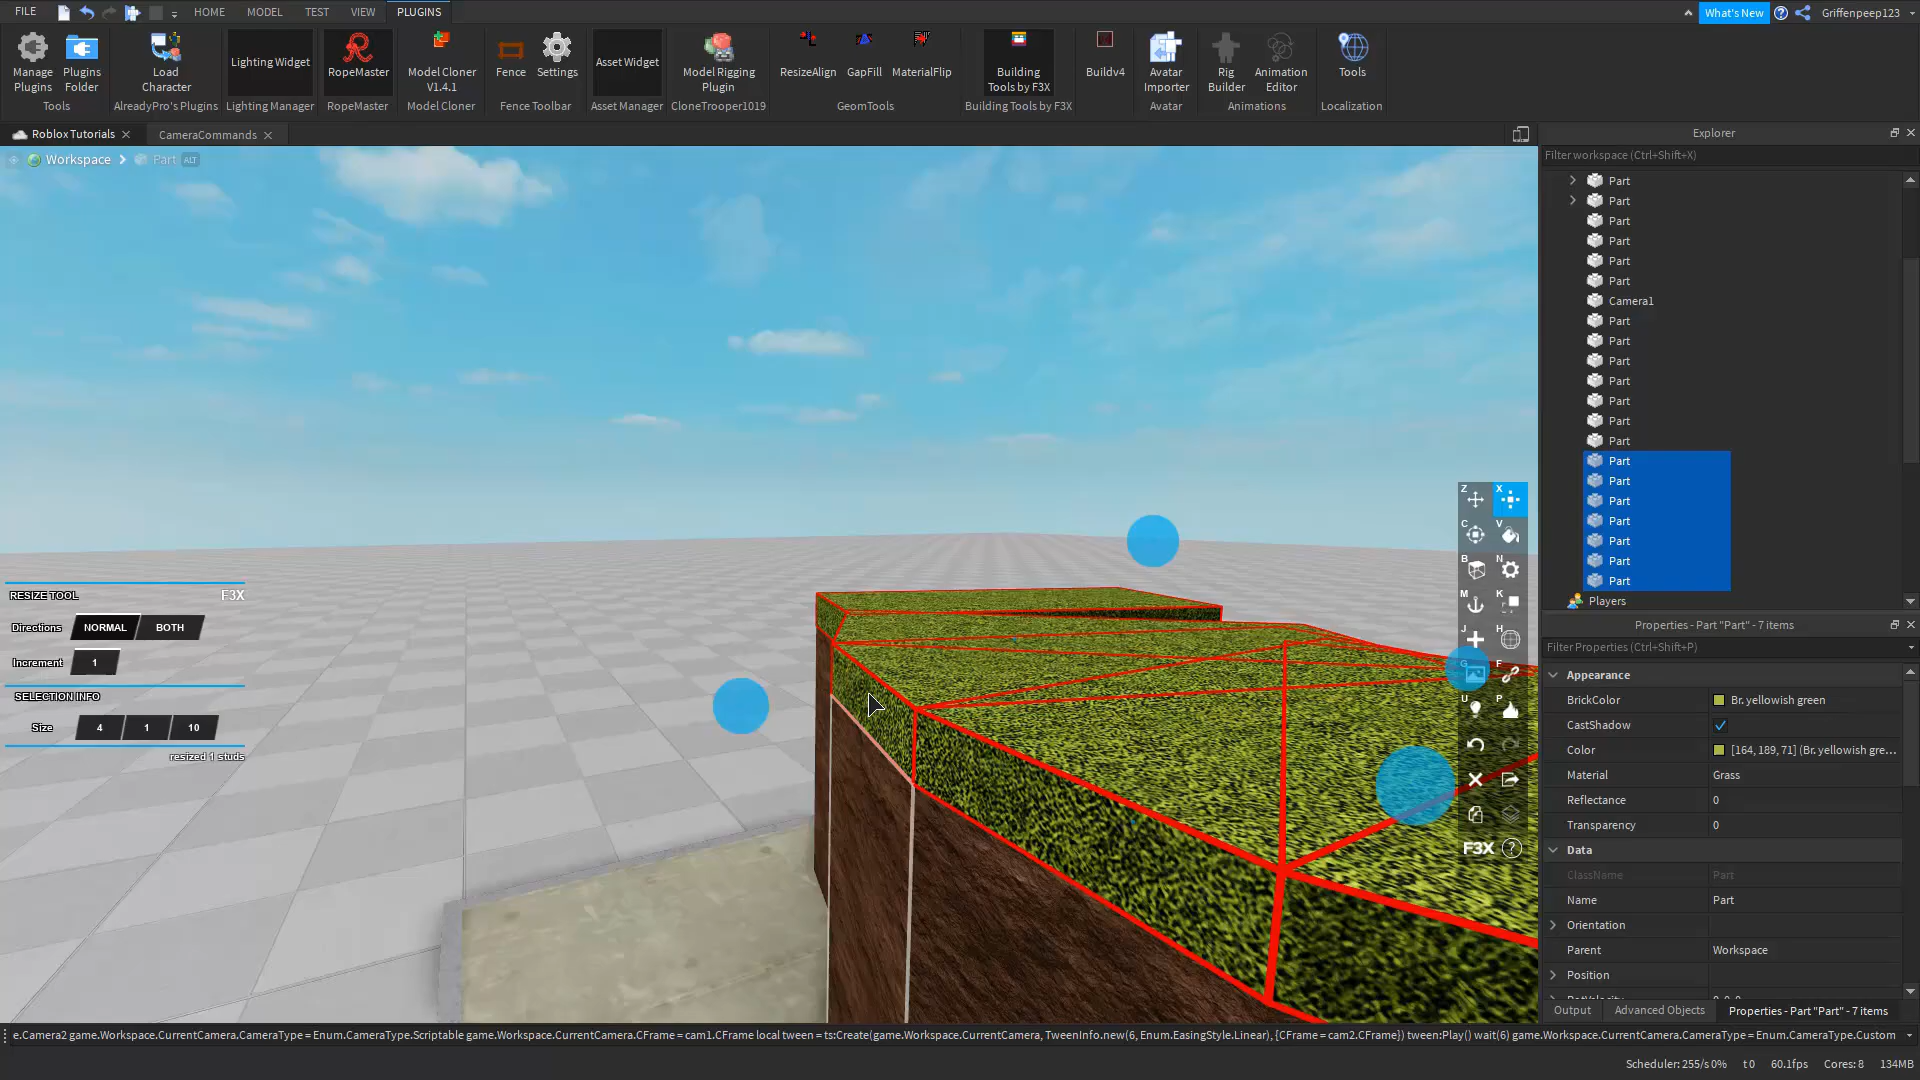 FILE
HOME
MODEL
TEST
VIEW
PLUGINS
What's New
Griffenpeep123
Manage Plugins
Plugins Folder
Tools
Load Character
AlreadyPro's Plugins
Lighting Widget
Lighting Manager
RopeMaster
RopeMaster
Model Cloner V1.4.1
Model Cloner
Fence
Settings
Fence Toolbar
Asset Widget
Asset Manager
Model Rigging Plugin
CloneTrooper1019
ResizeAlign
GapFill
MaterialFlip
GeomTools
Building Tools by F3X
Building Tools by F3X
Buildv4
Avatar Importer
Avatar
Rig Builder
Animation Editor
Animations
Tools
Localization
Roblox Tutorials
CameraCommands
Workspace
Part
ALT
Explorer
Filter workspace (Ctrl+Shift+X)
Part
Part
Part
Part
Part
Part
Camera1
Part
Part
Part
Part
Part
Part
Part
Part
Part
Part
Part
Part
Part
Part
Players
RESIZE TOOL
F3X
Directions
NORMAL
BOTH
Increment
1
SELECTION INFO
Size
4
1
10
resized 1 studs
Z
X
C
V
B
N
M
K
J
H
G
F
U
P
F3X
Properties - Part "Part" - 7 items
Filter Properties (Ctrl+Shift+P)
Appearance
BrickColor
Br. yellowish green
CastShadow
Color
[164, 189, 71] (Br. yellowish gre...
Material
Grass
Reflectance
0
Transparency
0
Data
ClassName
Part
Name
Part
Orientation
Parent
Workspace
Position
Output
Advanced Objects
Properties - Part "Part" - 7 items
e.Camera2 game.Workspace.CurrentCamera.CameraType = Enum.CameraType.Scriptable game.Workspace.CurrentCamera.CFrame = cam1.CFrame local tween = ts:Create(game.Workspace.CurrentCamera, TweenInfo.new(6, Enum.EasingStyle.Linear), {CFrame = cam2.CFrame}) tween:Play() wait(6) game.Workspace.CurrentCamera.CameraType = Enum.CameraType.Custom
Scheduler: 255/s 0%
t 0
60.1fps
Cores: 8
134MB